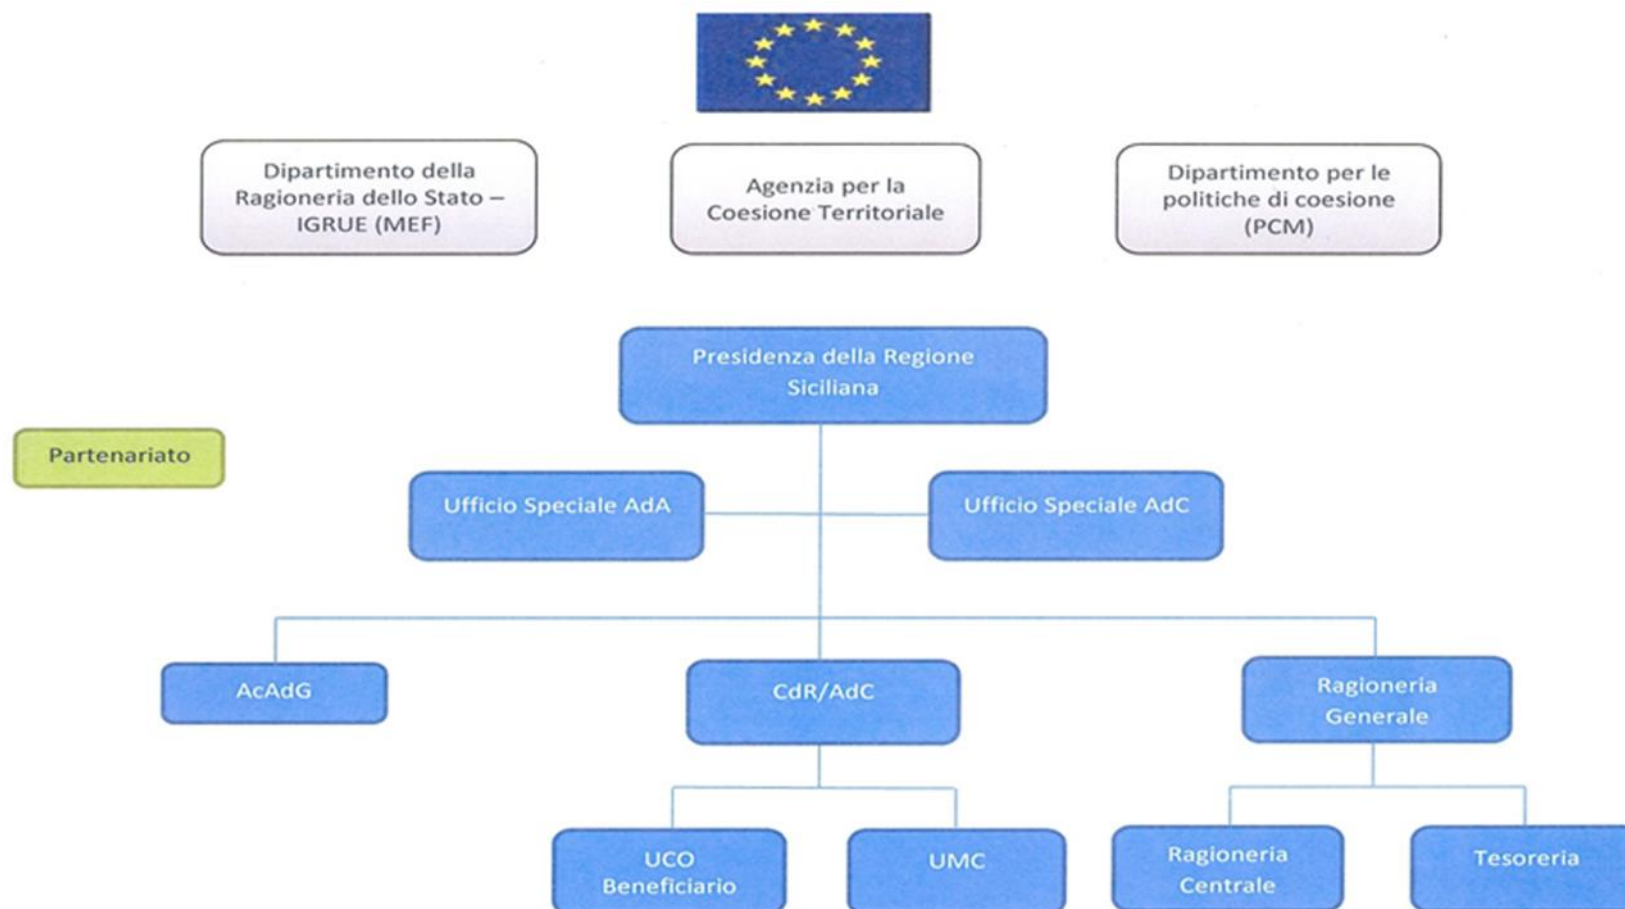 Dipartimento della
Ragioneria dello Stato –
IGRUE (MEF)
Agenzia per la
Coesione Territoriale
Dipartimento per le
politiche di coesione
(PCM)
Presidenza della Regione
Siciliana
Partenariato
Ufficio Speciale AdA
Ufficio Speciale AdC
AcAdG
CdR/AdC
Ragioneria
Generale
UCO
Beneficiario
UMC
Ragioneria
Centrale
Tesoreria